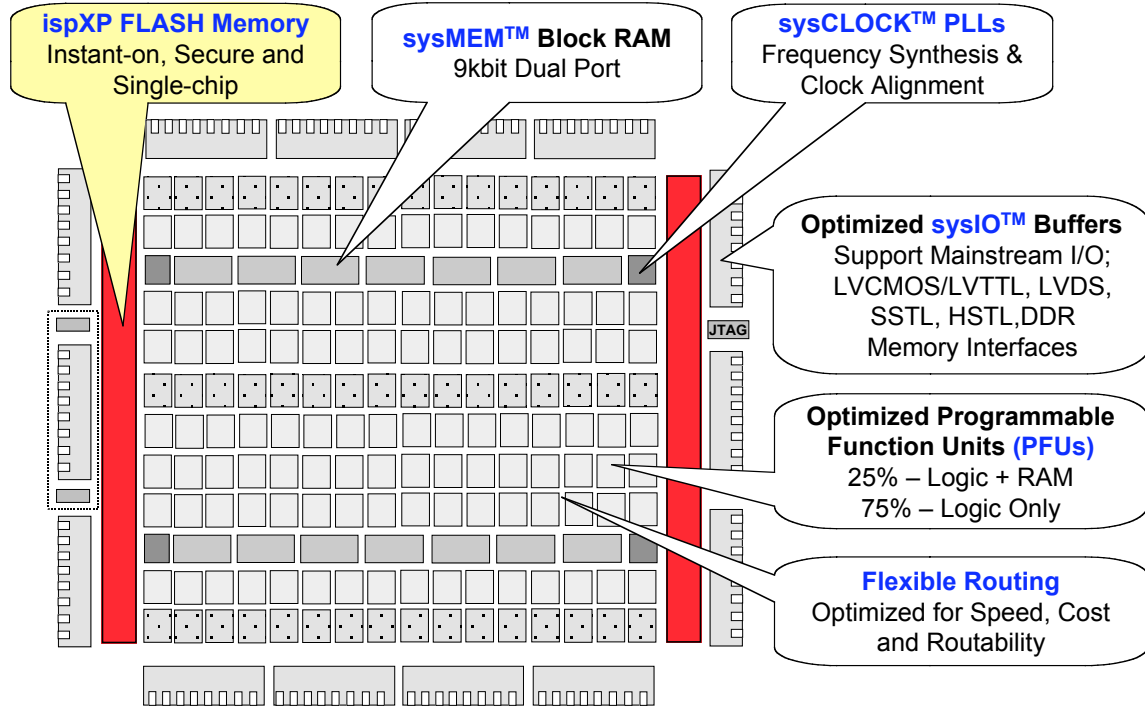 ispXP FLASH Memory
Instant-on, Secure and
Single-chip
sysMEM™ Block RAM
9kbit Dual Port
sysCLOCK™ PLLs
Frequency Synthesis &
Clock Alignment
Optimized sysIO™ Buffers
Support Mainstream I/O;
LVCMOS/LVTTL, LVDS,
SSTL, HSTL,DDR
Memory Interfaces
JTAG
Optimized Programmable
Function Units (PFUs)
25% – Logic + RAM
75% – Logic Only
Flexible Routing
Optimized for Speed, Cost
and Routability